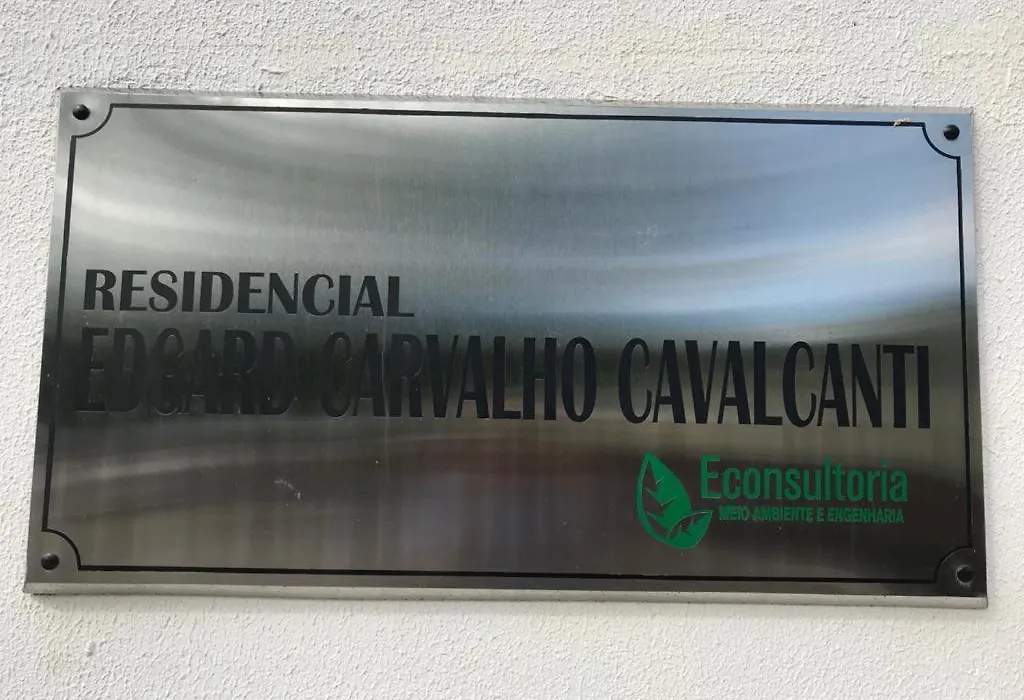 RESIDENCIAL
EDGARD CARVALHO CAVALCANTI
Econsultoria
MEIO AMBIENTE E ENGENHARIA